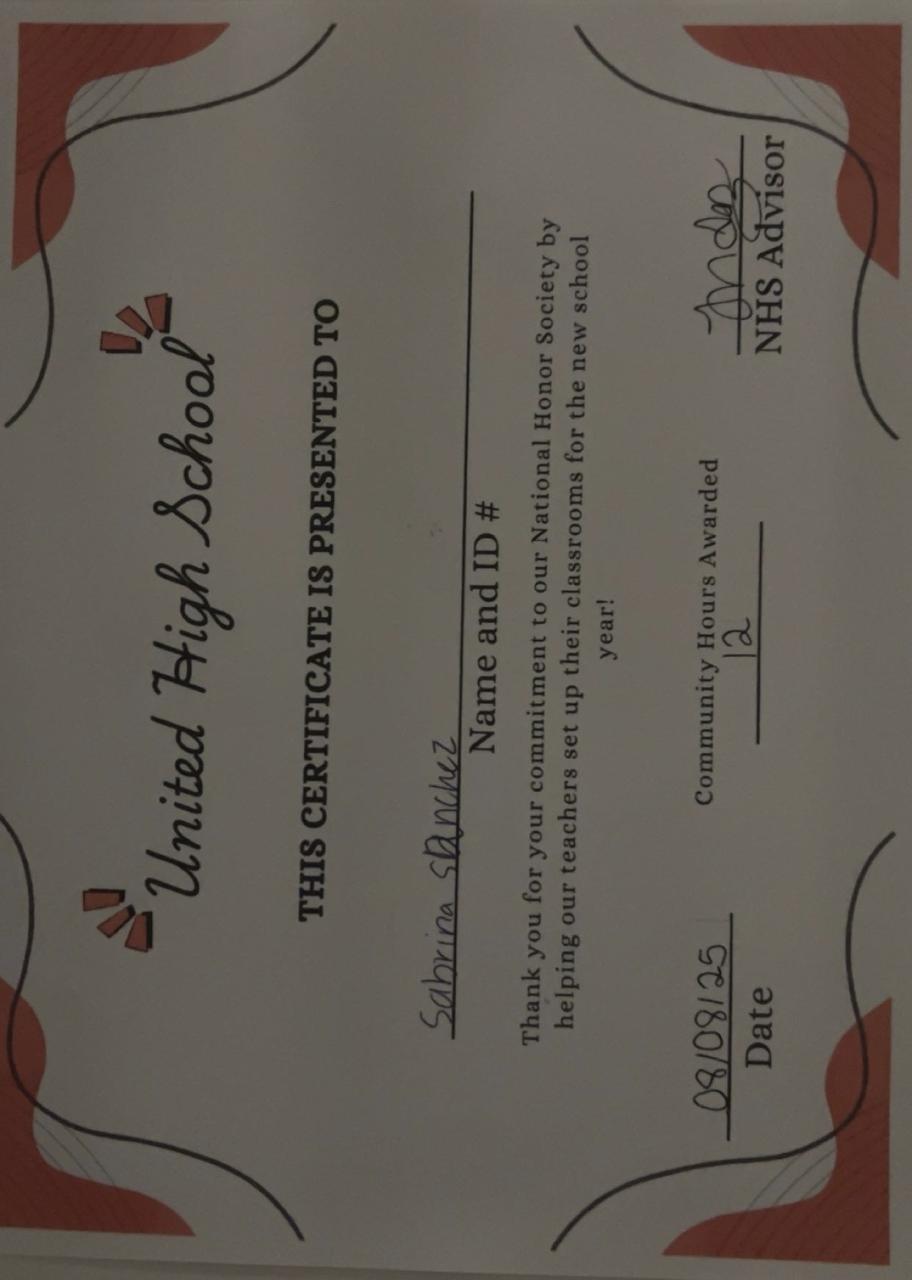 United High School
THIS CERTIFICATE IS PRESENTED TO
Sabrina Sanchez
Name and ID #
Thank you for your commitment to our National Honor Society by
helping our teachers set up their classrooms for the new school
year!
08/08/25
Date
Community Hours Awarded
12
NHS Advisor